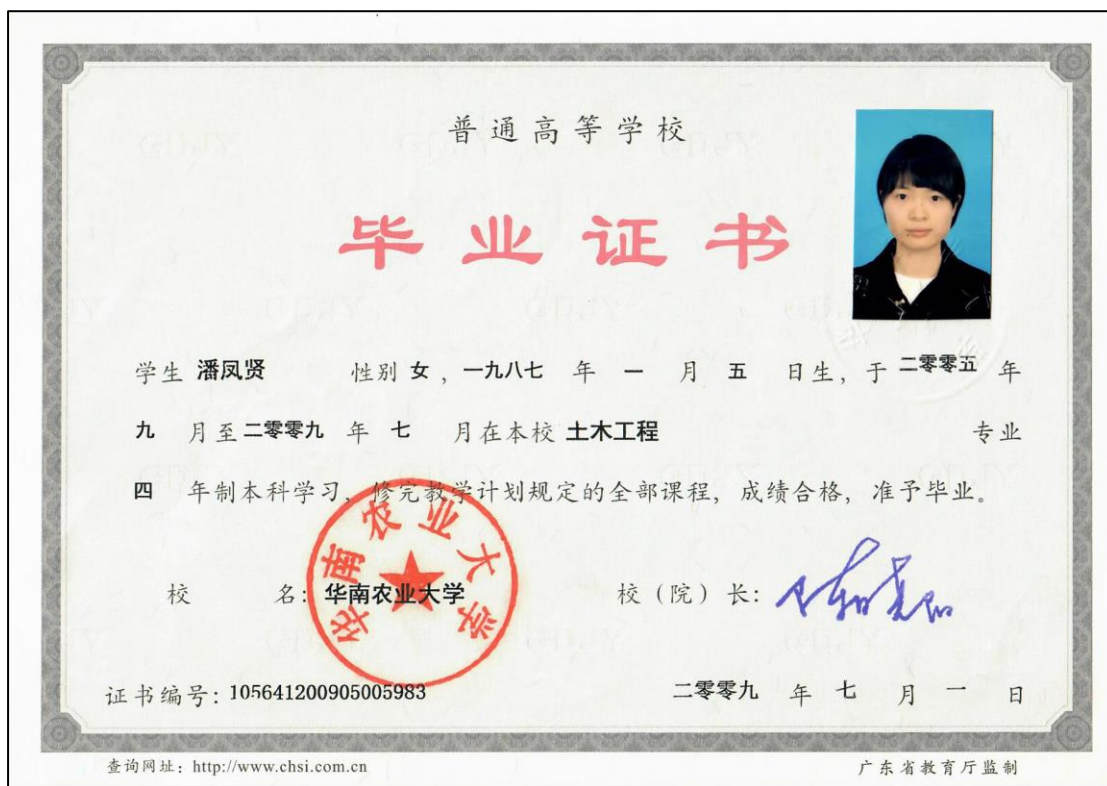 普通高等学校
毕业证书
学生 潘凤贤 性别 女 , 一九八七 年 一 月 五 日生, 于 二零零五 年
九 月至 二零零九 年 七 月在本校 土木工程 专业
四 年制本科学习, 修完教学计划规定的全部课程, 成绩合格, 准予毕业。
华南农业大学
校 名: 华南农业大学 校(院)长:
证书编号: 105641200905005983 二零零九 年 七 月 一 日
查询网址: http://www.chsi.com.cn 广东省教育厅监制